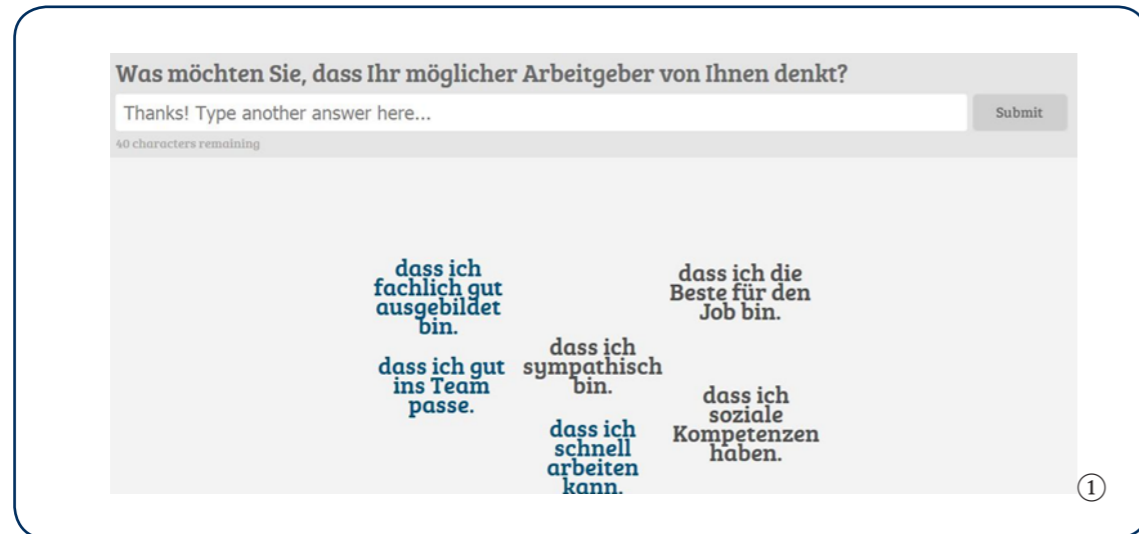 Was möchten Sie, dass Ihr möglicher Arbeitgeber von Ihnen denkt?
Thanks! Type another answer here...
Submit
40 characters remaining
dass ich
fachlich gut
ausgebildet
bin.
dass ich die
Beste für den
Job bin.
dass ich
sympathisch
bin.
dass ich gut
ins Team
passe.
dass ich
soziale
Kompetenzen
haben.
dass ich
schnell
arbeiten
kann.
①